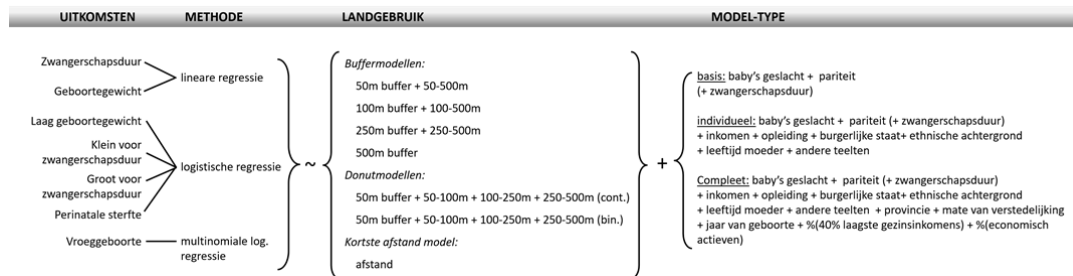 UITKOMSTEN METHODE LANDGEBRUIK MODEL-TYPE
Zwangerschapsduur
Geboortegewicht
lineare regressie
Laag geboortegewicht
Klein voor
zwangerschapsduur
Groot voor
zwangerschapsduur
Perinatale sterfte
logistische regressie
Vroeggeboorte
multinomiale log.
regressie
~
Buffermodellen:
50m buffer + 50-500m
100m buffer + 100-500m
250m buffer + 250-500m
500m buffer
Donutmodellen:
50m buffer + 50-100m + 100-250m + 250-500m (cont.)
50m buffer + 50-100m + 100-250m + 250-500m (bin.)
Kortste afstand model:
afstand
+
basis: baby's geslacht + pariteit
(+ zwangerschapsduur)
individueel: baby's geslacht + pariteit (+ zwangerschapsduur)
+ inkomen + opleiding + burgerlijke staat+ ethnische achtergrond
+ leeftijd moeder + andere teelten
Compleet: baby's geslacht + pariteit (+ zwangerschapsduur)
+ inkomen + opleiding + burgerlijke staat+ ethnische achtergrond
+ leeftijd moeder + andere teelten + provincie + mate van verstedelijking
+ jaar van geboorte + %(40% laagste gezinsinkomens) + %(economisch
actieven)